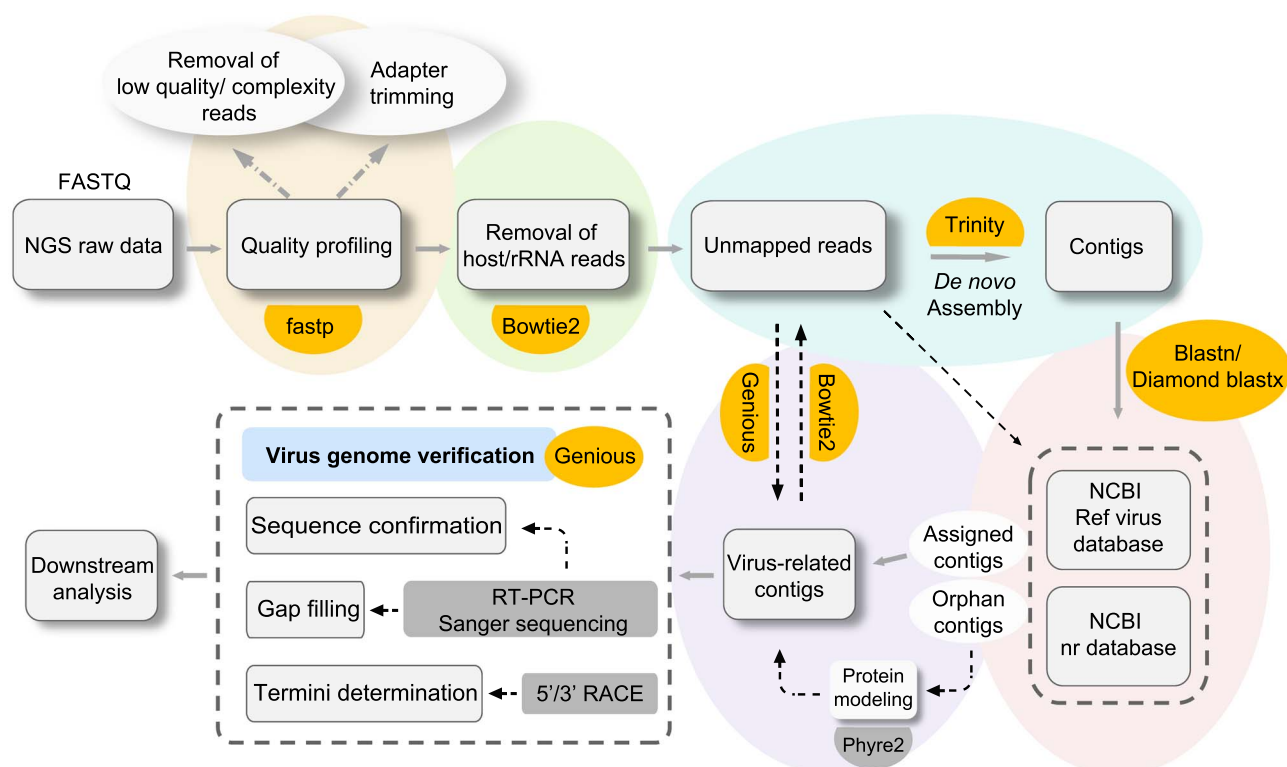 Removal of
low quality/ complexity
reads
Adapter
trimming
FASTQ
NGS raw data
Quality profiling
fastp
Removal of
host/rRNA reads
Bowtie2
Unmapped reads
Trinity
De novo
Assembly
Contigs
Blastn/
Diamond blastx
Genious
Bowtie2
NCBI
Ref virus
database
NCBI
nr database
Assigned
contigs
Orphan
contigs
Protein
modeling
Phyre2
Virus-related
contigs
Virus genome verification
Genious
Sequence confirmation
Gap filling
RT-PCR
Sanger sequencing
Termini determination
5’/3’ RACE
Downstream
analysis